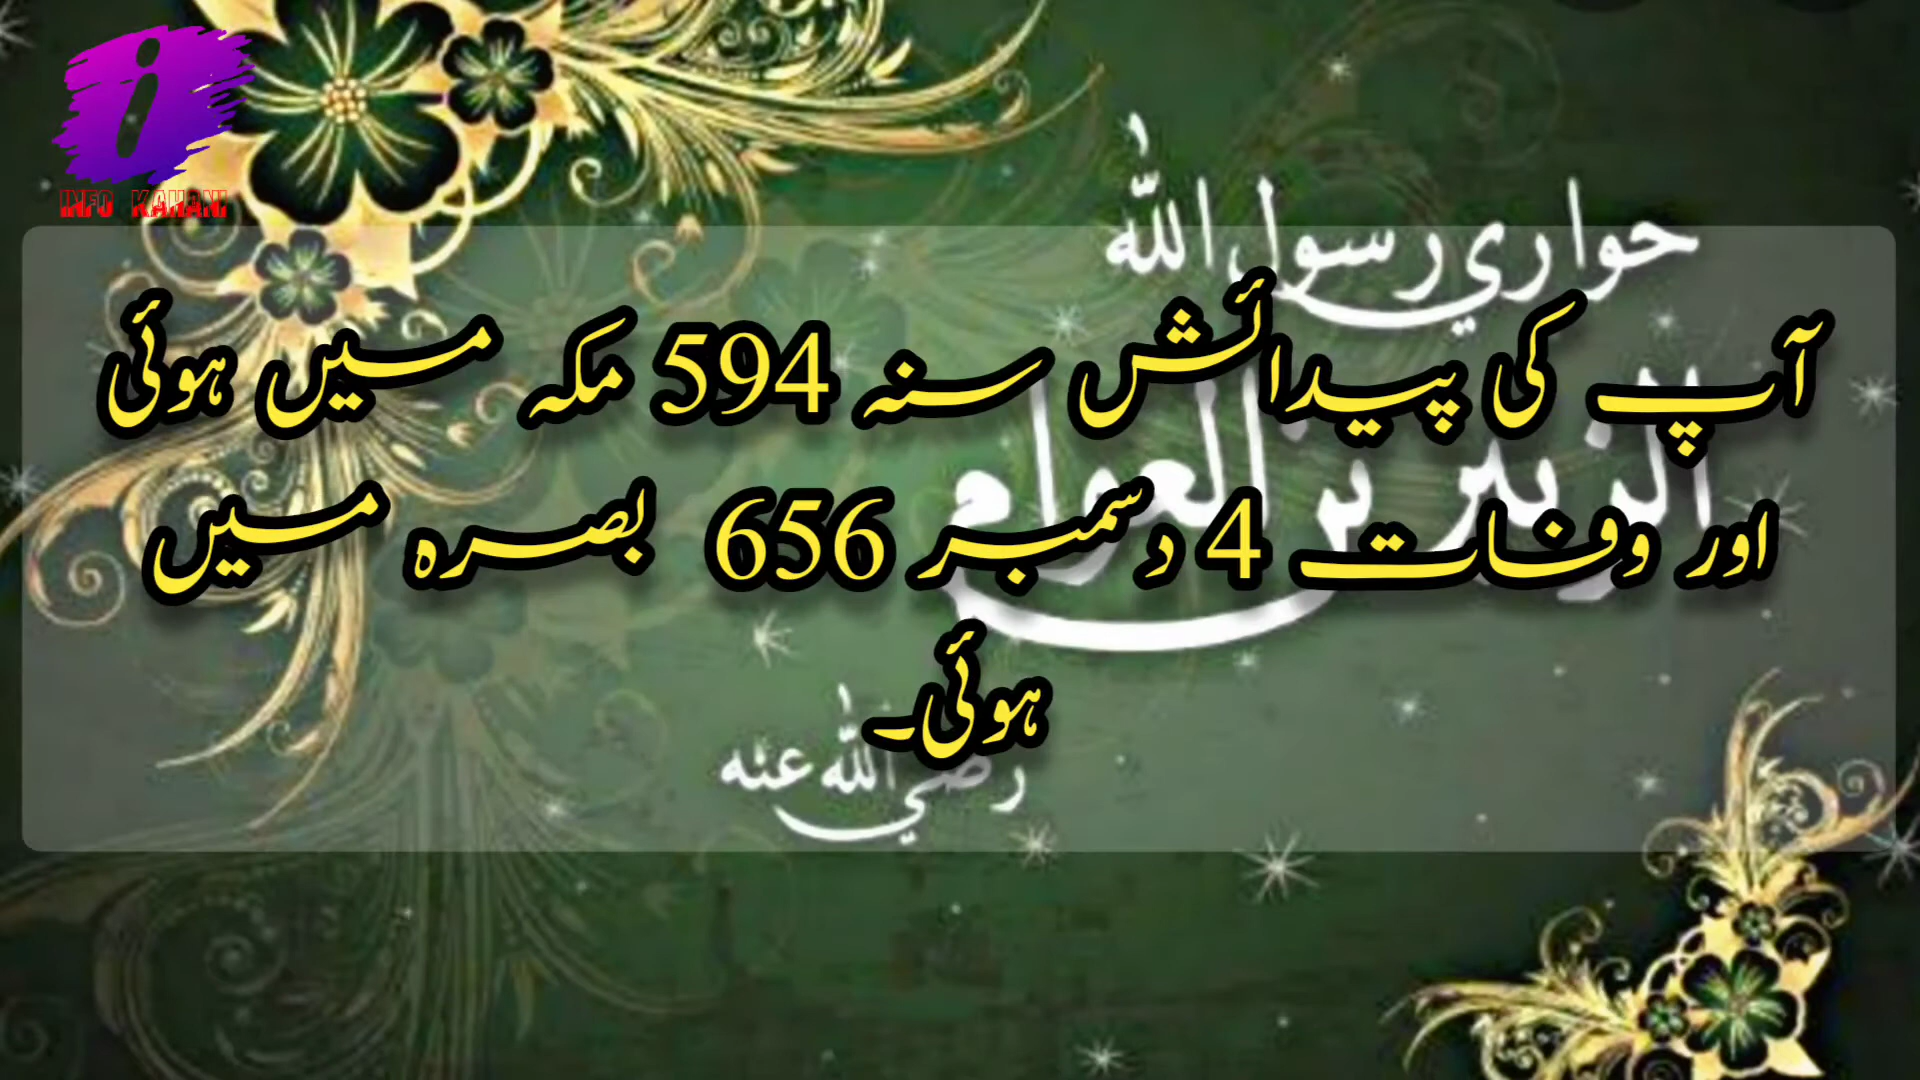 INFO KAHANI
حواري رسول الله
آپ کی پیدائش سنہ 594 مکہ میں ہوئی
الزبير بن العوام
اور وفات 4 دسمبر 656 بصرہ میں
ہوئی۔
رضي الله عنه